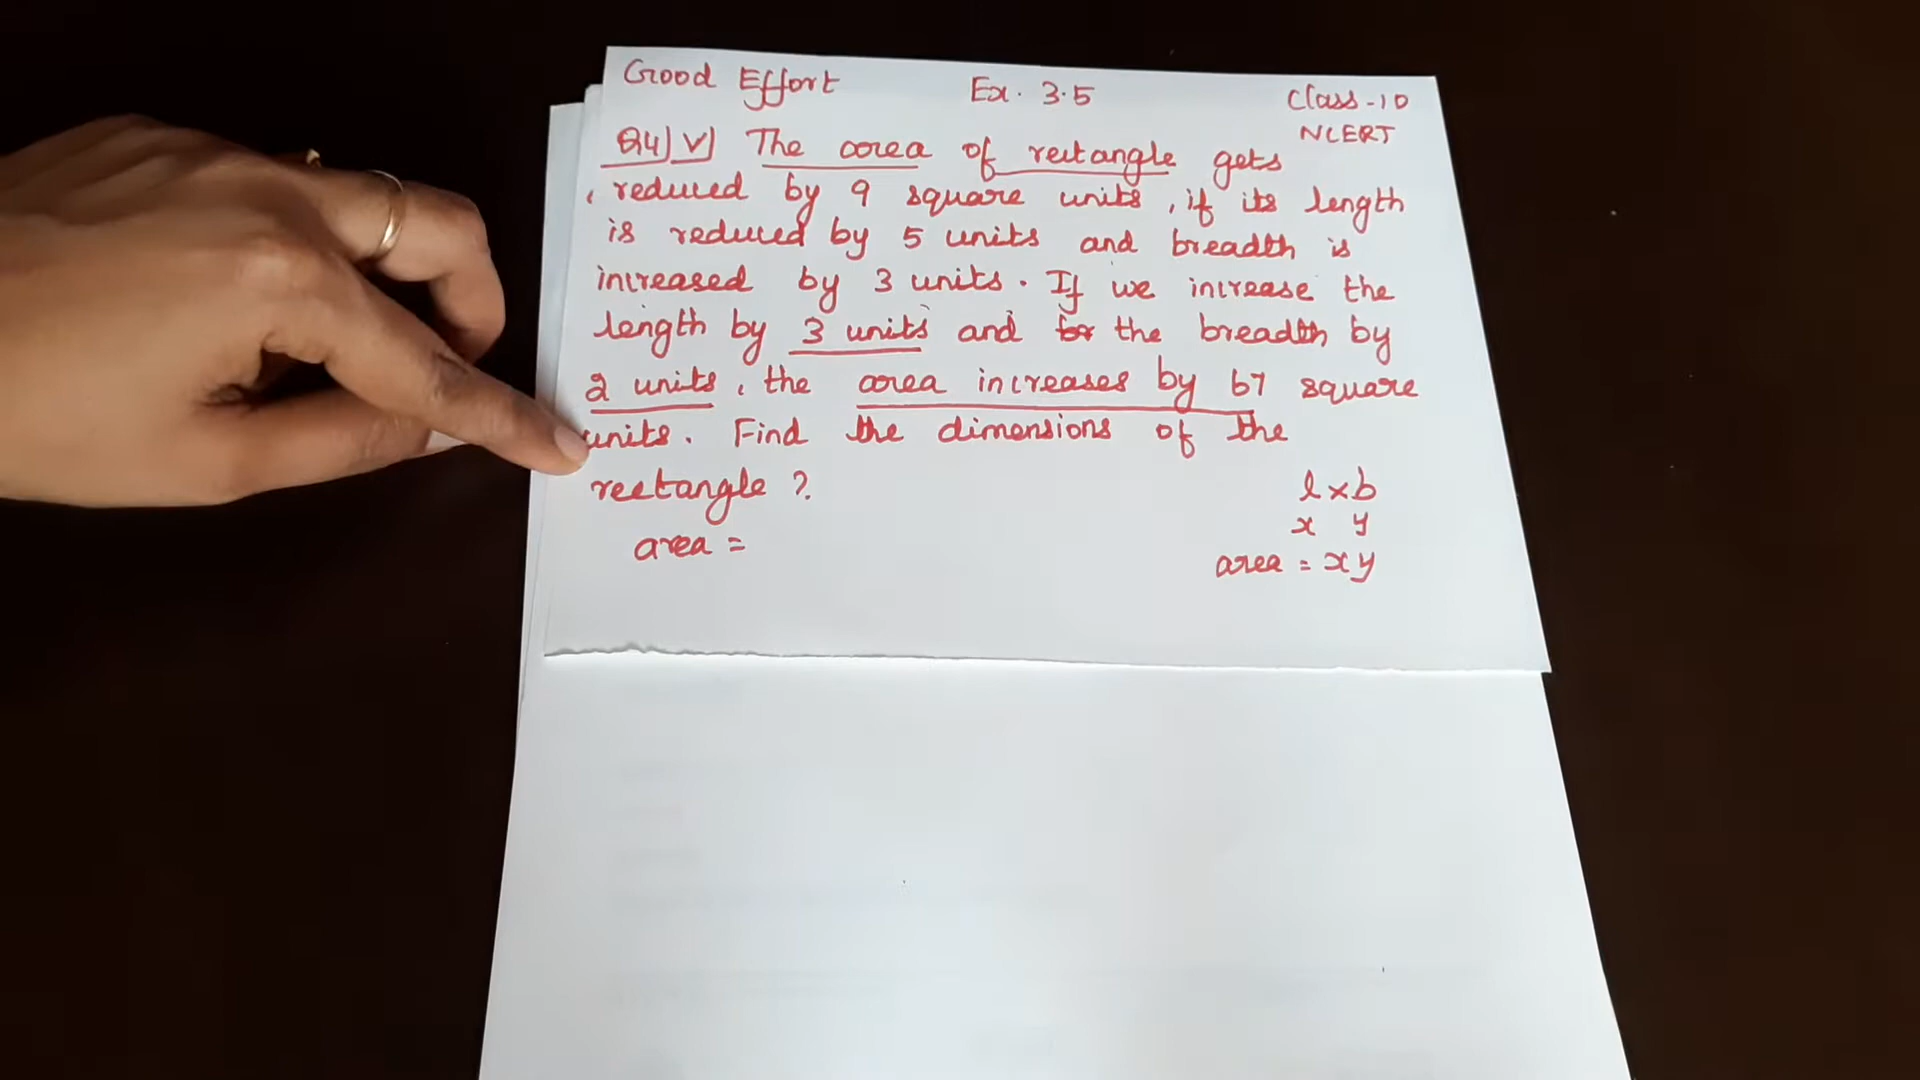 Good Effort Ex. 3.5 Class-10
NCERT
Q4) V) The area of rectangle gets
reduced by 9 square units, if its length
is reduced by 5 units and breadth is
increased by 3 units. If we increase the
length by 3 units and the breadth by
2 units, the area increases by 67 square
units. Find the dimensions of the
rectangle ?
l×b
x y
area =
area = xy